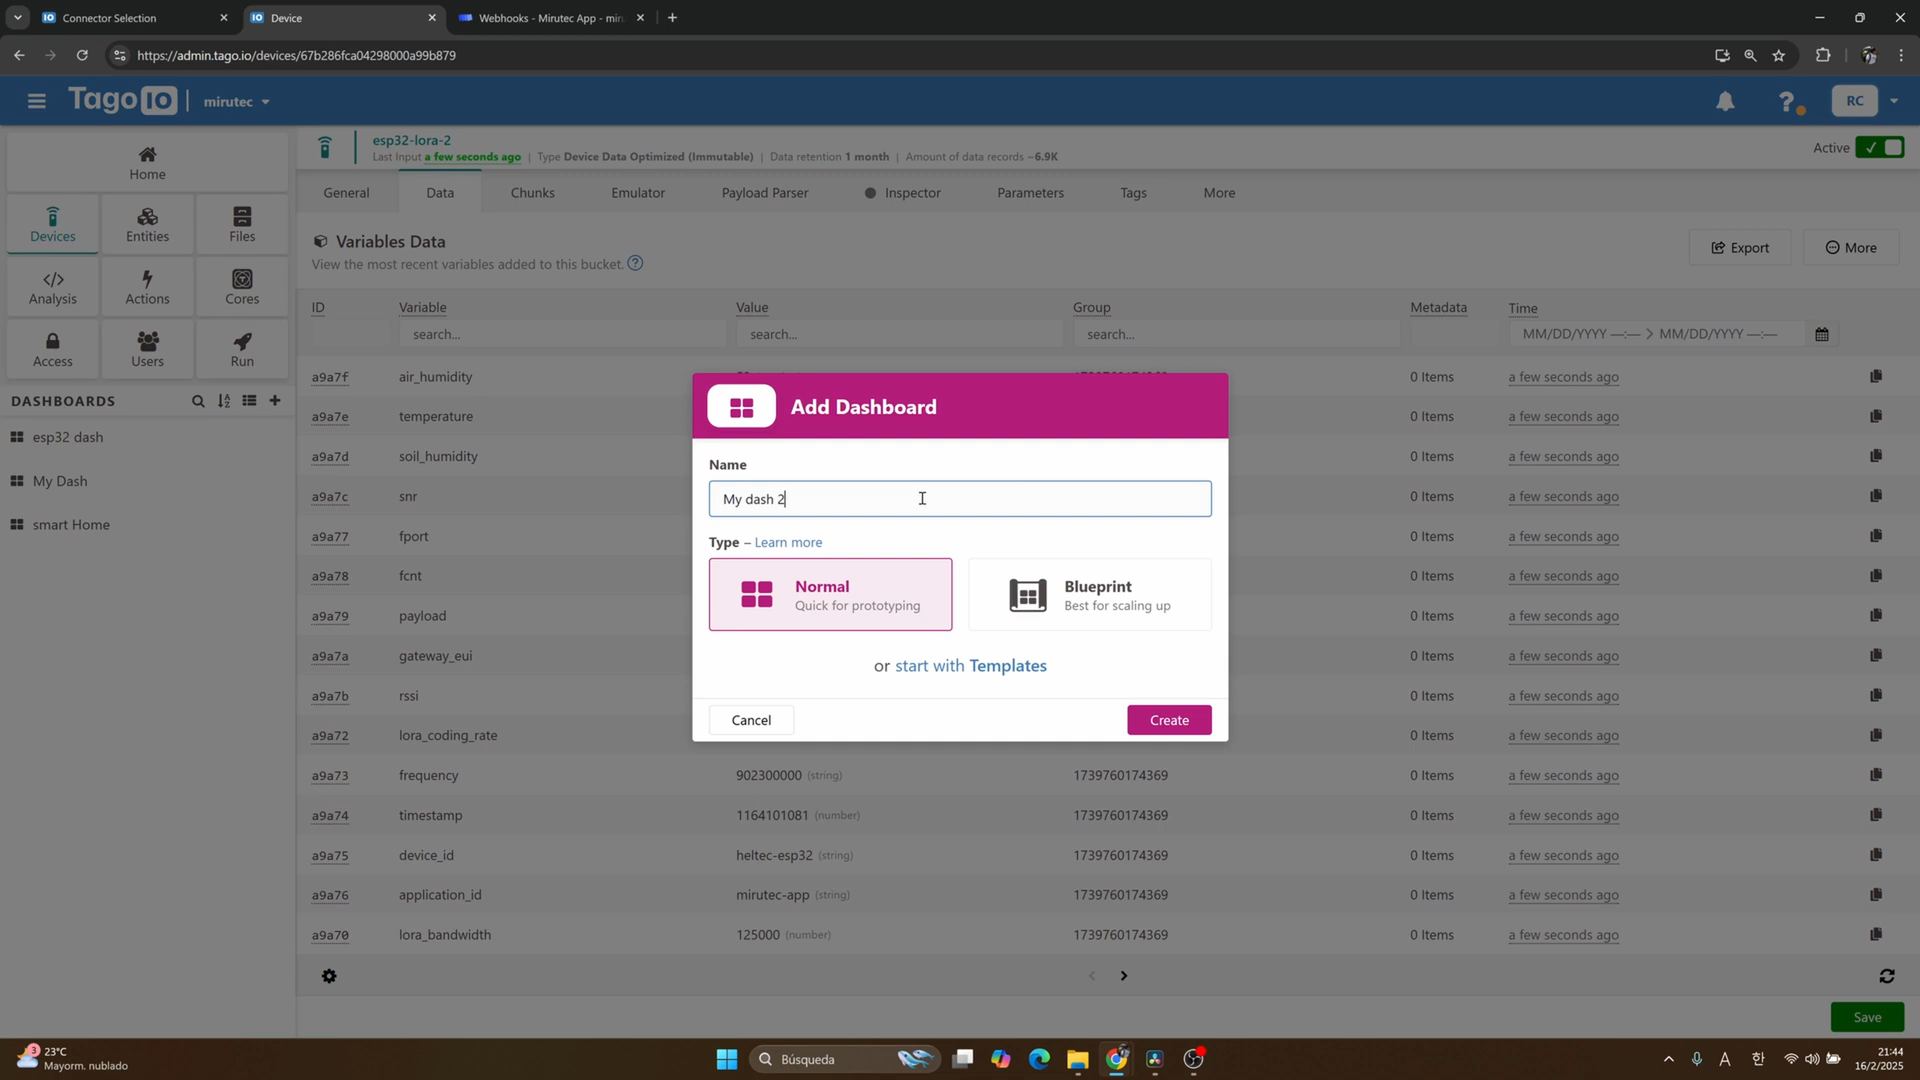 Connector Selection
Device
Webhooks - Mirutec App - mir
https://admin.tago.io/devices/67b286fca04298000a99b879
Tago IO
mirutec
RC
Home
Devices
Entities
Files
Analysis
Actions
Cores
Access
Users
Run
DASHBOARDS
esp32 dash
My Dash
smart Home
esp32-lora-2
Last Input a few seconds ago | Type Device Data Optimized (Immutable) | Data retention 1 month | Amount of data records ~6.9K
Active
General Data Chunks Emulator Payload Parser Inspector Parameters Tags More
Variables Data
View the most recent variables added to this bucket.
Export
More
ID Variable Value Group Metadata Time
search... search... search... MM/DD/YYYY —:— > MM/DD/YYYY —:—
a9a7f air_humidity 0 Items a few seconds ago
a9a7e temperature 0 Items a few seconds ago
a9a7d soil_humidity 0 Items a few seconds ago
a9a7c snr 0 Items a few seconds ago
a9a77 fport 0 Items a few seconds ago
a9a78 fcnt 0 Items a few seconds ago
a9a79 payload 0 Items a few seconds ago
a9a7a gateway_eui 0 Items a few seconds ago
a9a7b rssi 0 Items a few seconds ago
a9a72 lora_coding_rate 0 Items a few seconds ago
a9a73 frequency 902300000 (string) 1739760174369 0 Items a few seconds ago
a9a74 timestamp 1164101081 (number) 1739760174369 0 Items a few seconds ago
a9a75 device_id heltec-esp32 (string) 1739760174369 0 Items a few seconds ago
a9a76 application_id mirutec-app (string) 1739760174369 0 Items a few seconds ago
a9a70 lora_bandwidth 125000 (number) 1739760174369 0 Items a few seconds ago
Add Dashboard
Name
My dash 2
Type – Learn more
Normal
Quick for prototyping
Blueprint
Best for scaling up
or start with Templates
Cancel
Create
Save
3
23°C
Mayorm. nublado
Búsqueda
A
한
21:44
16/2/2025